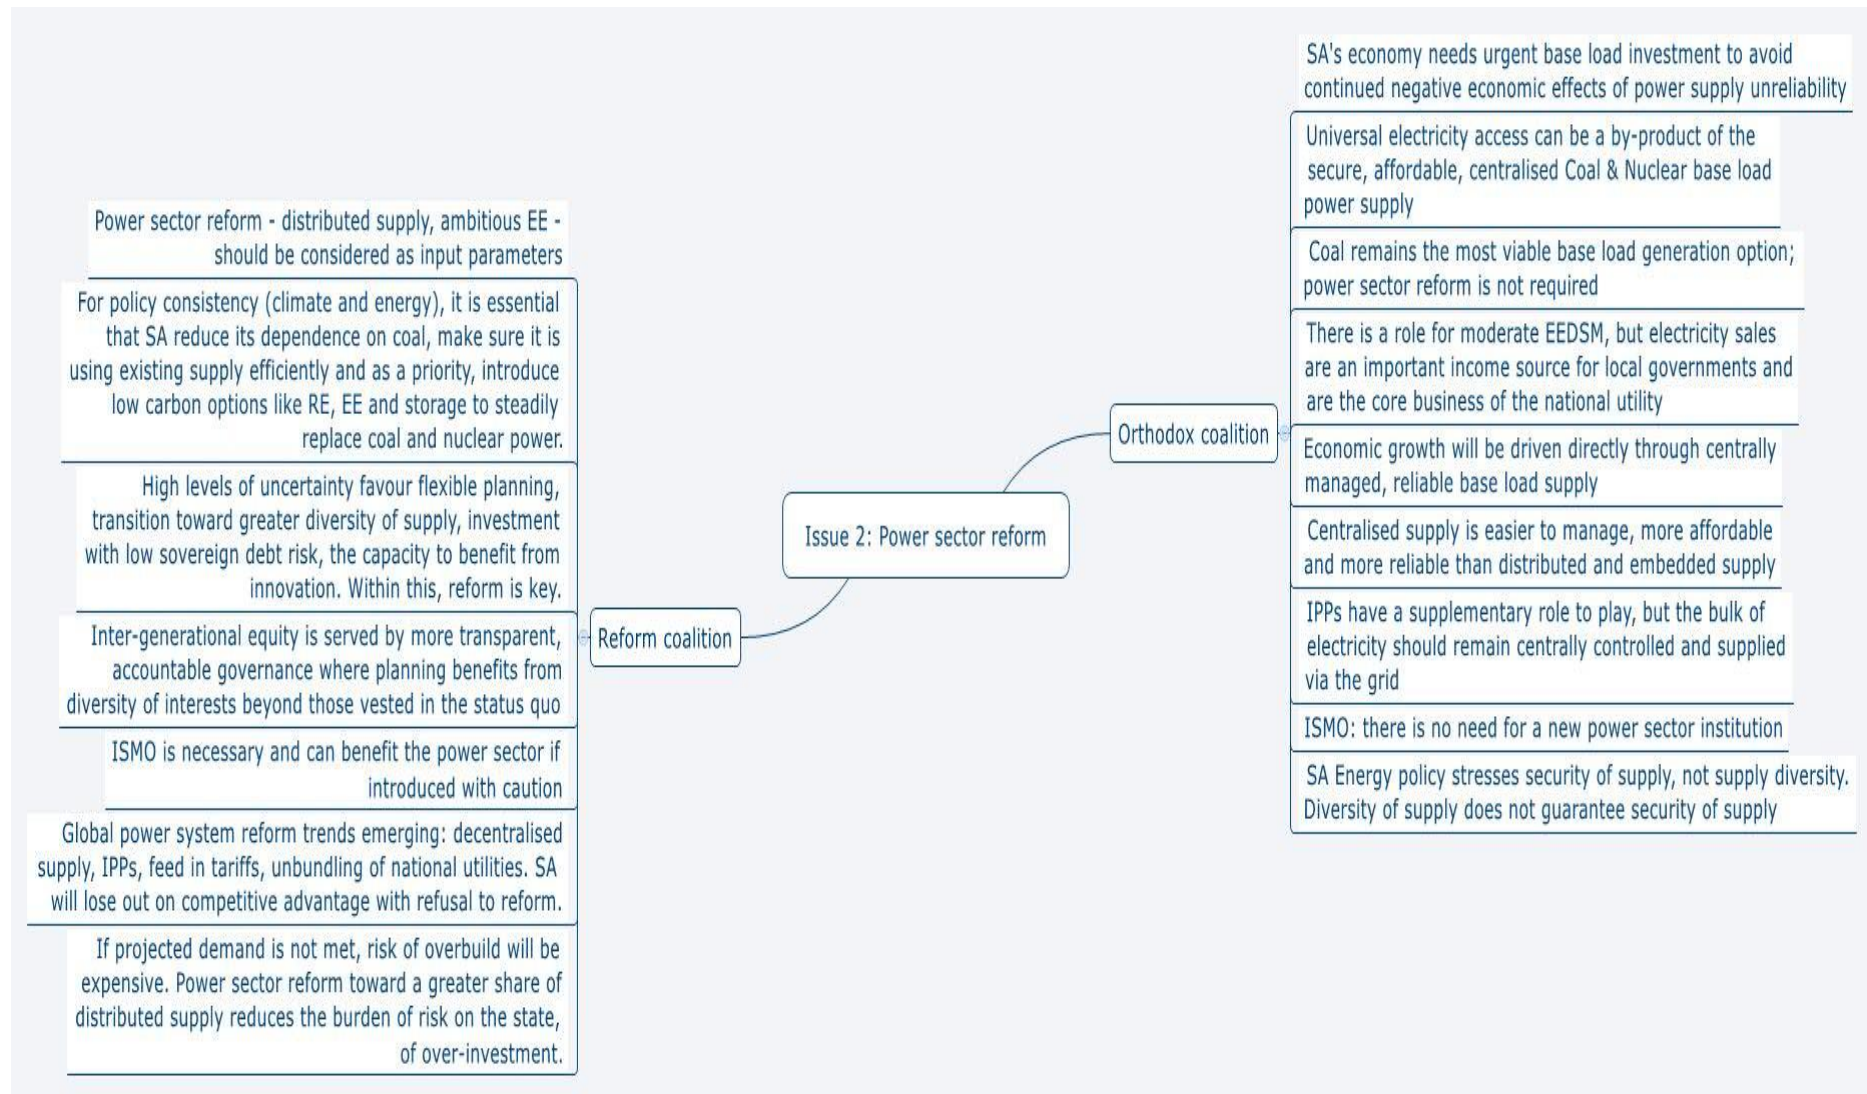 Issue 2: Power sector reform
Orthodox coalition
SA's economy needs urgent base load investment to avoid
continued negative economic effects of power supply unreliability
Universal electricity access can be a by-product of the
secure, affordable, centralised Coal & Nuclear base load
power supply
Coal remains the most viable base load generation option;
power sector reform is not required
There is a role for moderate EEDSM, but electricity sales
are an important income source for local governments and
are the core business of the national utility
Economic growth will be driven directly through centrally
managed, reliable base load supply
Centralised supply is easier to manage, more affordable
and more reliable than distributed and embedded supply
IPPs have a supplementary role to play, but the bulk of
electricity should remain centrally controlled and supplied
via the grid
ISMO: there is no need for a new power sector institution
SA Energy policy stresses security of supply, not supply diversity.
Diversity of supply does not guarantee security of supply
Reform coalition
Power sector reform - distributed supply, ambitious EE -
should be considered as input parameters
For policy consistency (climate and energy), it is essential
that SA reduce its dependence on coal, make sure it is
using existing supply efficiently and as a priority, introduce
low carbon options like RE, EE and storage to steadily
replace coal and nuclear power.
High levels of uncertainty favour flexible planning,
transition toward greater diversity of supply, investment
with low sovereign debt risk, the capacity to benefit from
innovation. Within this, reform is key.
Inter-generational equity is served by more transparent,
accountable governance where planning benefits from
diversity of interests beyond those vested in the status quo
ISMO is necessary and can benefit the power sector if
introduced with caution
Global power system reform trends emerging: decentralised
supply, IPPs, feed in tariffs, unbundling of national utilities. SA
will lose out on competitive advantage with refusal to reform.
If projected demand is not met, risk of overbuild will be
expensive. Power sector reform toward a greater share of
distributed supply reduces the burden of risk on the state,
of over-investment.